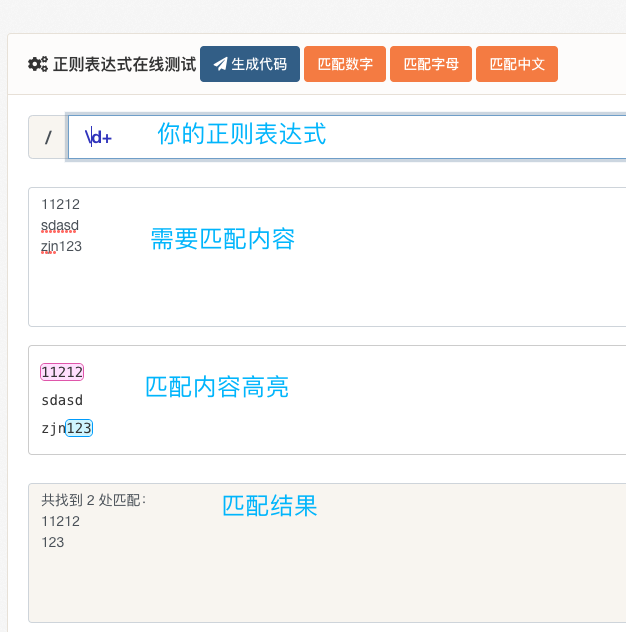 正则表达式在线测试 生成代码 匹配数字 匹配字母 匹配中文
/ \d+ 你的正则表达式
11212
sdasd
zjn123
需要匹配内容
11212
sdasd
zjn123
匹配内容高亮
共找到 2 处匹配：
11212
123
匹配结果